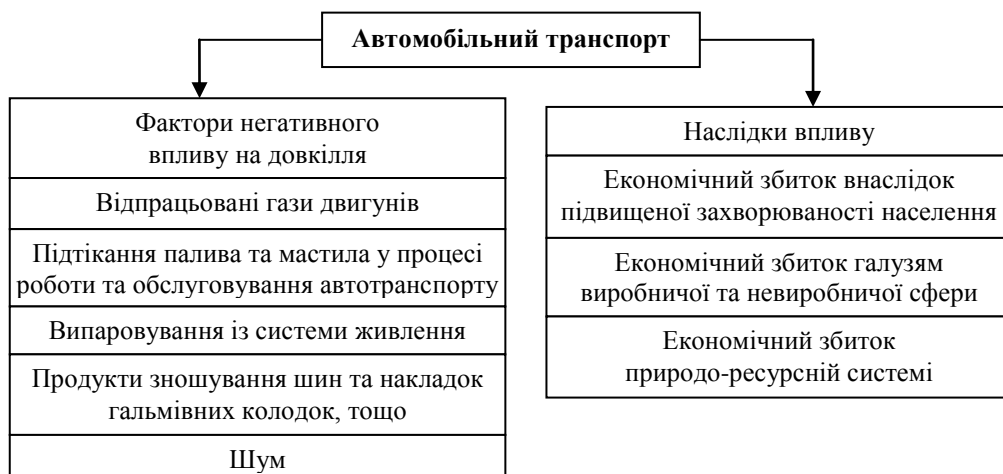 Автомобільний транспорт
Фактори негативного
впливу на довкілля
Відпрацьовані гази двигунів
Підтікання палива та мастила у процесі
роботи та обслуговування автотранспорту
Випаровування із системи живлення
Продукти зношування шин та накладок
гальмівних колодок, тощо
Шум
Наслідки впливу
Економічний збиток внаслідок
підвищеної захворюваності населення
Економічний збиток галузям
виробничої та невиробничої сфери
Економічний збиток
природо-ресурсній системі